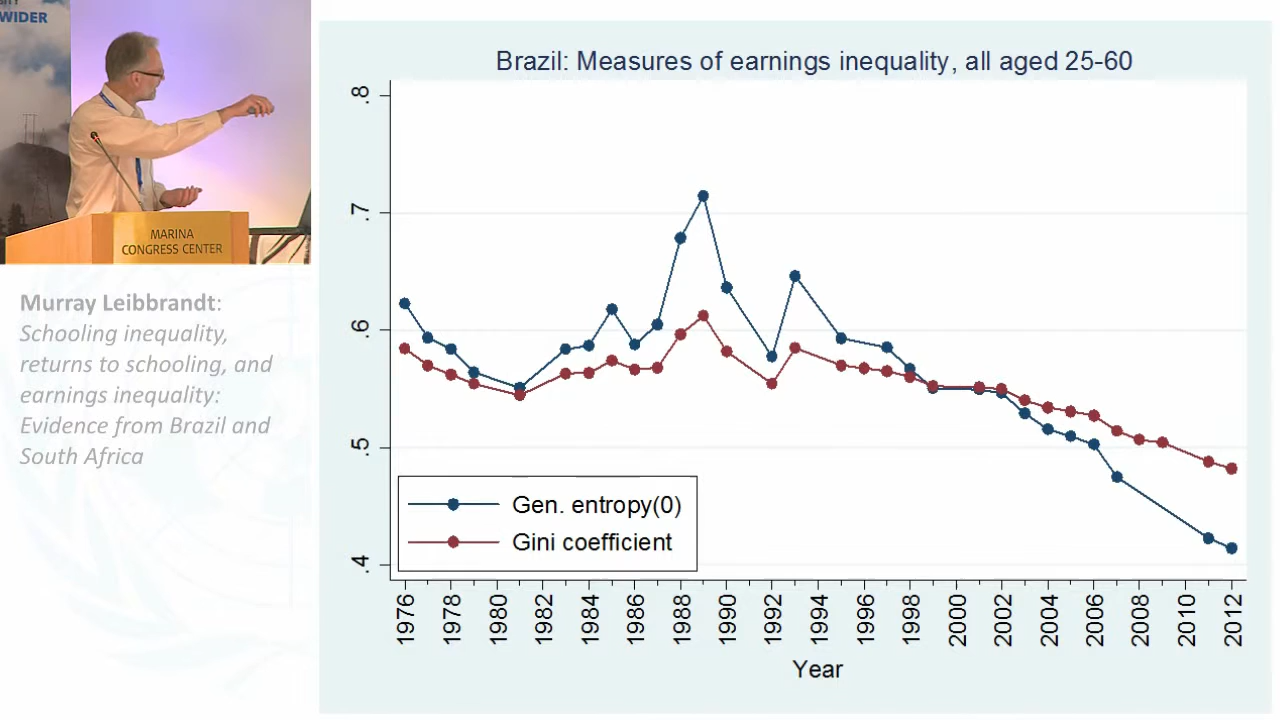 WIDER
MARINA
CONGRESS CENTER
Murray Leibbrandt:
Schooling inequality,
returns to schooling, and
earnings inequality:
Evidence from Brazil and
South Africa
Brazil: Measures of earnings inequality, all aged 25-60
.8
.7
.6
.5
.4
Gen. entropy(0)
Gini coefficient
1976
1978
1980
1982
1984
1986
1988
1990
1992
1994
1996
1998
2000
2002
2004
2006
2008
2010
2012
Year